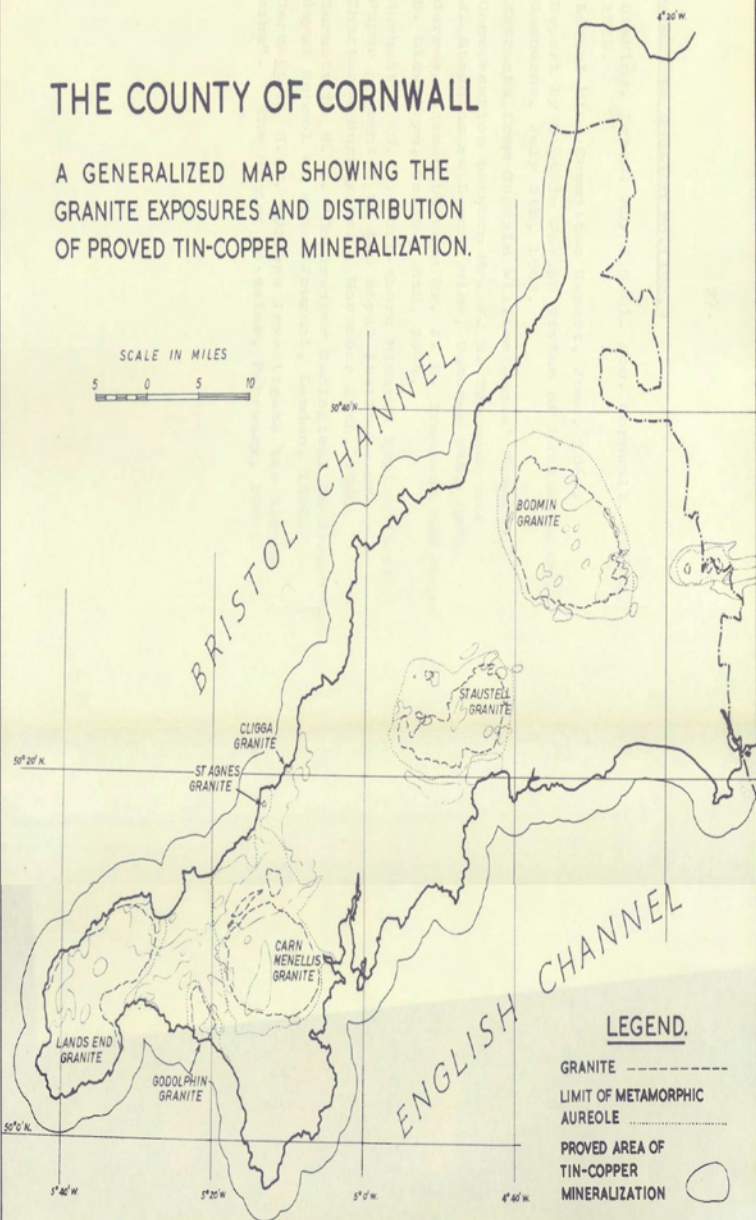 4°20' W.
THE COUNTY OF CORNWALL
A GENERALIZED MAP SHOWING THE
GRANITE EXPOSURES AND DISTRIBUTION
OF PROVED TIN-COPPER MINERALIZATION.
SCALE IN MILES
5 0 5 10
50°40' N.
BRISTOL CHANNEL
BODMIN
GRANITE
ST AUSTELL
GRANITE
CLIGGA
GRANITE
50°20' N.
ST AGNES
GRANITE
CARN
MENELLIS
GRANITE
ENGLISH CHANNEL
LANDS END
GRANITE
GODOLPHIN
GRANITE
LEGEND.
GRANITE
LIMIT OF METAMORPHIC
AUREOLE
PROVED AREA OF
TIN-COPPER
MINERALIZATION
50°0' N.
5°40' W.
5°20' W
5°0' W.
4°40' W.